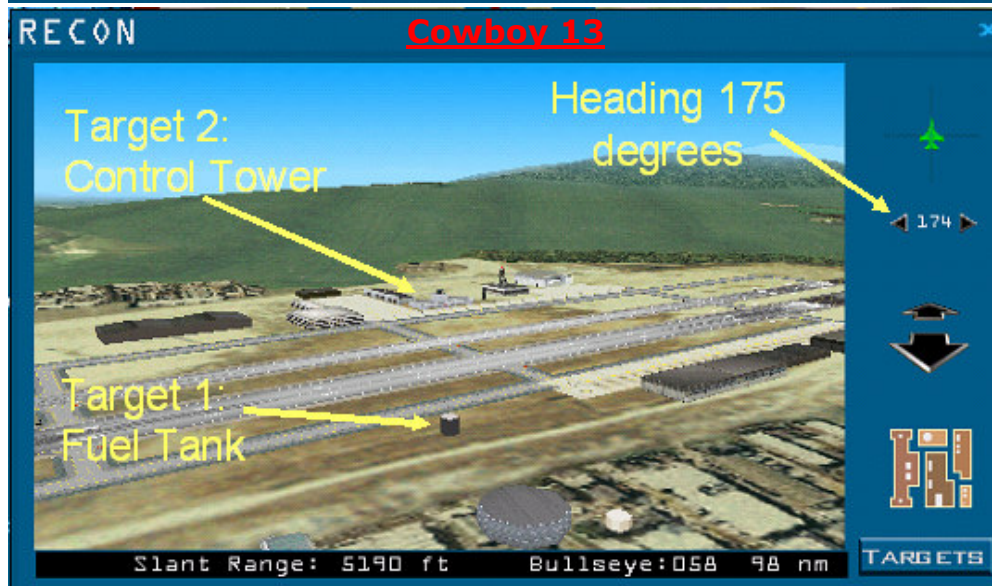 RECON
Cowboy 13
Target 2:
Control Tower
Heading 175
degrees
174
Target 1:
Fuel Tank
Slant Range: 5190 ft Bullseye:058 98 nm
TARGETS